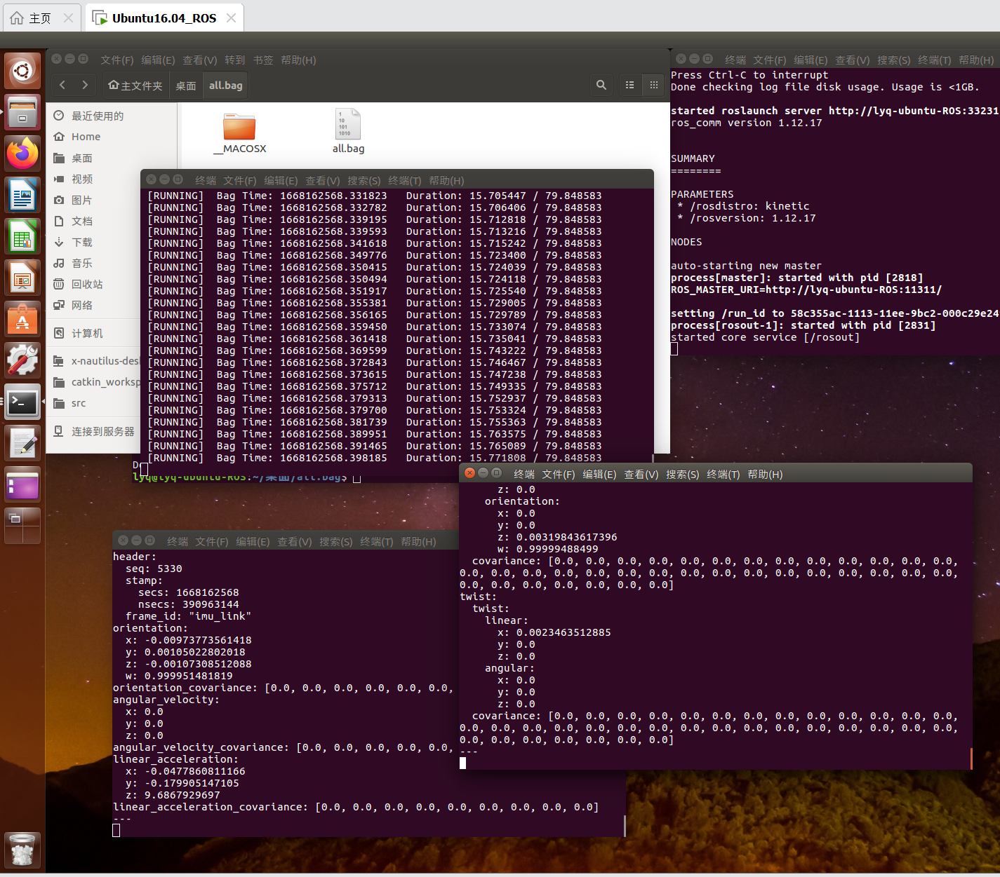 主页
Ubuntu16.04_ROS
文件(F) 编辑(E) 查看(V) 转到 书签 帮助(H)
主文件夹 桌面 all.bag
最近使用的
Home
桌面
视频
图片
文档
下载
音乐
回收站
网络
计算机
x-nautilus-des
catkin_worksp
src
连接到服务器
__MACOSX
1
10
101
1010
all.bag
终端 文件(F) 编辑(E) 查看(V) 搜索(S) 终端(T) 帮助(H)
Press Ctrl-C to interrupt
Done checking log file disk usage. Usage is <1GB.
started roslaunch server http://lyq-ubuntu-ROS:33231
ros_comm version 1.12.17
SUMMARY
========
PARAMETERS
* /rosdistro: kinetic
* /rosversion: 1.12.17
NODES
auto-starting new master
process[master]: started with pid [2818]
ROS_MASTER_URI=http://lyq-ubuntu-ROS:11311/
setting /run_id to 58c355ac-1113-11ee-9bc2-000c29e24
process[rosout-1]: started with pid [2831]
started core service [/rosout]
终端 文件(F) 编辑(E) 查看(V) 搜索(S) 终端(T) 帮助(H)
[RUNNING]  Bag Time: 1668162568.331823   Duration: 15.705447 / 79.848583
[RUNNING]  Bag Time: 1668162568.332782   Duration: 15.706406 / 79.848583
[RUNNING]  Bag Time: 1668162568.339195   Duration: 15.712818 / 79.848583
[RUNNING]  Bag Time: 1668162568.339593   Duration: 15.713216 / 79.848583
[RUNNING]  Bag Time: 1668162568.341618   Duration: 15.715242 / 79.848583
[RUNNING]  Bag Time: 1668162568.349776   Duration: 15.723400 / 79.848583
[RUNNING]  Bag Time: 1668162568.350415   Duration: 15.724039 / 79.848583
[RUNNING]  Bag Time: 1668162568.350494   Duration: 15.724118 / 79.848583
[RUNNING]  Bag Time: 1668162568.351917   Duration: 15.725540 / 79.848583
[RUNNING]  Bag Time: 1668162568.355381   Duration: 15.729005 / 79.848583
[RUNNING]  Bag Time: 1668162568.356165   Duration: 15.729789 / 79.848583
[RUNNING]  Bag Time: 1668162568.359450   Duration: 15.733074 / 79.848583
[RUNNING]  Bag Time: 1668162568.361418   Duration: 15.735041 / 79.848583
[RUNNING]  Bag Time: 1668162568.369599   Duration: 15.743222 / 79.848583
[RUNNING]  Bag Time: 1668162568.372843   Duration: 15.746467 / 79.848583
[RUNNING]  Bag Time: 1668162568.373615   Duration: 15.747238 / 79.848583
[RUNNING]  Bag Time: 1668162568.375712   Duration: 15.749335 / 79.848583
[RUNNING]  Bag Time: 1668162568.379313   Duration: 15.752937 / 79.848583
[RUNNING]  Bag Time: 1668162568.379700   Duration: 15.753324 / 79.848583
[RUNNING]  Bag Time: 1668162568.381739   Duration: 15.755363 / 79.848583
[RUNNING]  Bag Time: 1668162568.389951   Duration: 15.763575 / 79.848583
[RUNNING]  Bag Time: 1668162568.391465   Duration: 15.765089 / 79.848583
[RUNNING]  Bag Time: 1668162568.398185   Duration: 15.771808 / 79.848583
lyq@lyq-ubuntu-ROS:~/桌面/all.bag$
终端 文件(F) 编辑(E) 查看(V) 搜索(S) 终端(T) 帮助(H)
z: 0.0
orientation:
x: 0.0
y: 0.0
z: 0.00319843617396
w: 0.99999488499
covariance: [0.0, 0.0, 0.0, 0.0, 0.0, 0.0, 0.0, 0.0, 0.0, 0.0, 0.0, 0.0, 0.0,
0.0, 0.0, 0.0, 0.0, 0.0, 0.0, 0.0, 0.0, 0.0, 0.0, 0.0, 0.0, 0.0, 0.0, 0.0, 0.0,
0.0, 0.0, 0.0, 0.0, 0.0, 0.0, 0.0]
twist:
twist:
linear:
x: 0.0023463512885
y: 0.0
z: 0.0
angular:
x: 0.0
y: 0.0
z: 0.0
covariance: [0.0, 0.0, 0.0, 0.0, 0.0, 0.0, 0.0, 0.0, 0.0, 0.0, 0.0, 0.0, 0.0,
0.0, 0.0, 0.0, 0.0, 0.0, 0.0, 0.0, 0.0, 0.0, 0.0, 0.0, 0.0, 0.0, 0.0, 0.0, 0.0,
0.0, 0.0, 0.0, 0.0, 0.0, 0.0, 0.0]
---
终端 文件(F) 编辑(E) 查看(V) 搜索(S) 终端(T) 帮助(H)
header:
seq: 5330
stamp:
secs: 1668162568
nsecs: 390963144
frame_id: "imu_link"
orientation:
x: -0.00973773561418
y: 0.00105022802018
z: -0.00107308512088
w: 0.999951481819
orientation_covariance: [0.0, 0.0, 0.0, 0.0, 0.0, 0.0,
angular_velocity:
x: 0.0
y: 0.0
z: 0.0
angular_velocity_covariance: [0.0, 0.0, 0.0, 0.0, 0.0,
linear_acceleration:
x: -0.0477860811166
y: -0.179905147105
z: 9.6867929697
linear_acceleration_covariance: [0.0, 0.0, 0.0, 0.0, 0.0, 0.0, 0.0, 0.0, 0.0]
---